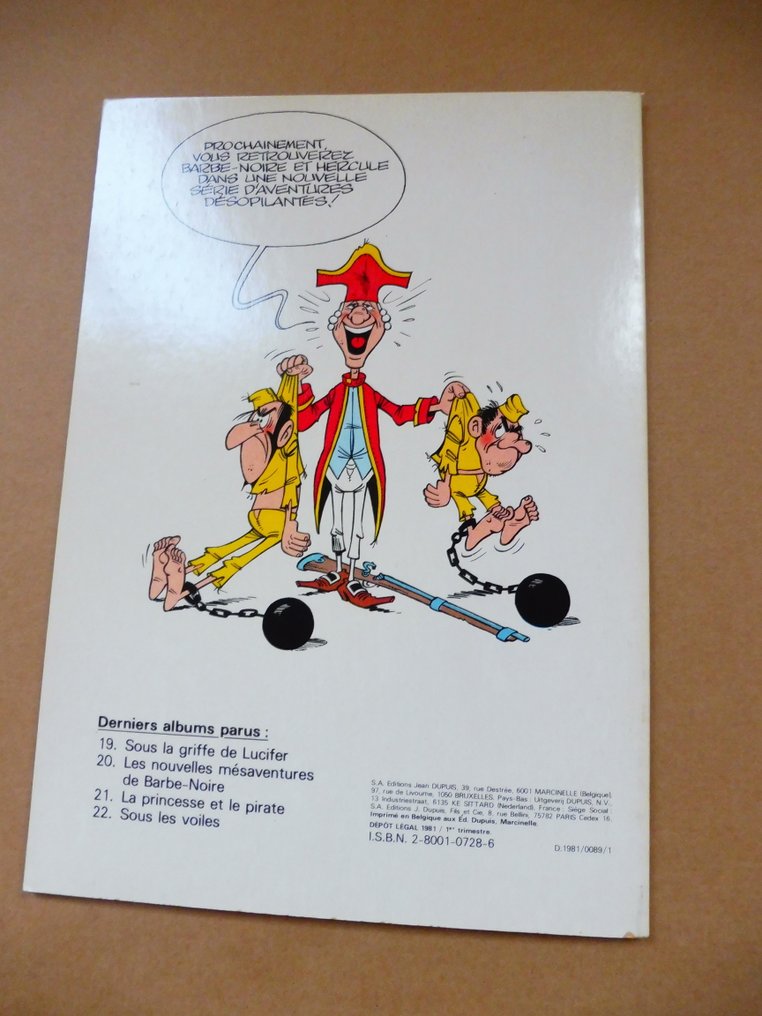 PROCHAINEMENT,
VOUS RETROUVEREZ
BARBE-NOIRE ET HERCULE
DANS UNE NOUVELLE
SÉRIE D'AVENTURES
DÉSOPILANTES!
Derniers albums parus :
19. Sous la griffe de Lucifer
20. Les nouvelles mésaventures
de Barbe-Noire
21. La princesse et le pirate
22. Sous les voiles
S.A. Editions Jean DUPUIS, 39, rue Destrée, 6001 MARCINELLE (Belgique)
97, rue de Livourne, 1050 BRUXELLES. Pays-Bas : Uitgeverij DUPUIS, N.V.,
13 Industriestraat, 6135 KE SITTARD (Nederland). France : Siège Social :
S.A. Editions J. Dupuis, Fils et Cie, 8, rue Bellini, 75782 PARIS Cedex 16.
Imprimé en Belgique aux Ed. Dupuis, Marcinelle.
DÉPÔT LÉGAL 1981 / 1er trimestre.
I.S.B.N. 2-8001-0728-6
D.1981/0089/1